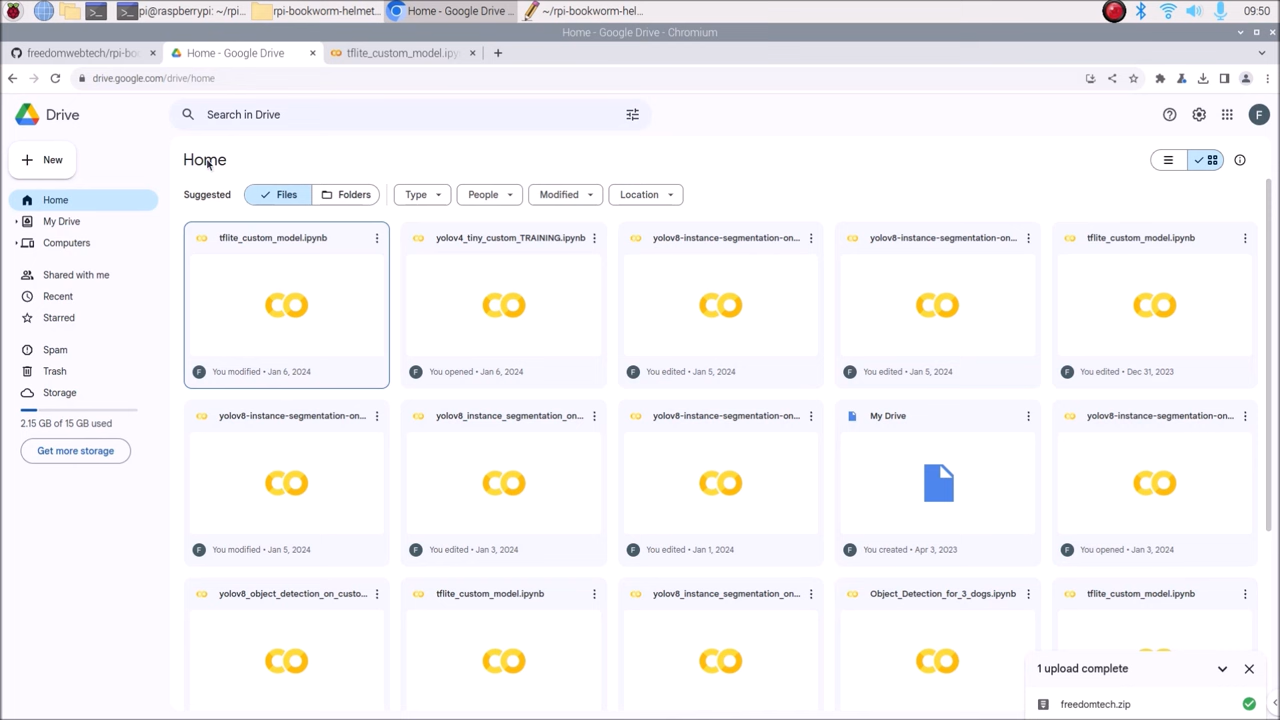 pi@raspberrypi: ~/rpi...
rpi-bookworm-helmet...
Home - Google Drive ...
~/rpi-bookworm-hel...
09:50
Home - Google Drive - Chromium
freedomwebtech/rpi-bo
Home - Google Drive
tflite_custom_model.ipy
drive.google.com/drive/home
Drive
Search in Drive
F
New
Home
Home
My Drive
Computers
Shared with me
Recent
Starred
Spam
Trash
Storage
2.15 GB of 15 GB used
Get more storage
Suggested
Files
Folders
Type
People
Modified
Location
tflite_custom_model.ipynb
yolov4_tiny_custom_TRAINING.ipynb
yolov8-instance-segmentation-on...
yolov8-instance-segmentation-on...
tflite_custom_model.ipynb
F You modified • Jan 6, 2024
F You opened • Jan 6, 2024
F You edited • Jan 5, 2024
F You edited • Jan 5, 2024
F You edited • Dec 31, 2023
yolov8-instance-segmentation-on...
yolov8_instance_segmentation_on...
yolov8-instance-segmentation-on...
My Drive
yolov8-instance-segmentation-on...
F You modified • Jan 5, 2024
F You edited • Jan 3, 2024
F You edited • Jan 1, 2024
F You created • Apr 3, 2023
F You opened • Jan 3, 2024
yolov8_object_detection_on_custo...
tflite_custom_model.ipynb
yolov8_instance_segmentation_on...
Object_Detection_for_3_dogs.ipynb
tflite_custom_model.ipynb
1 upload complete
freedomtech.zip